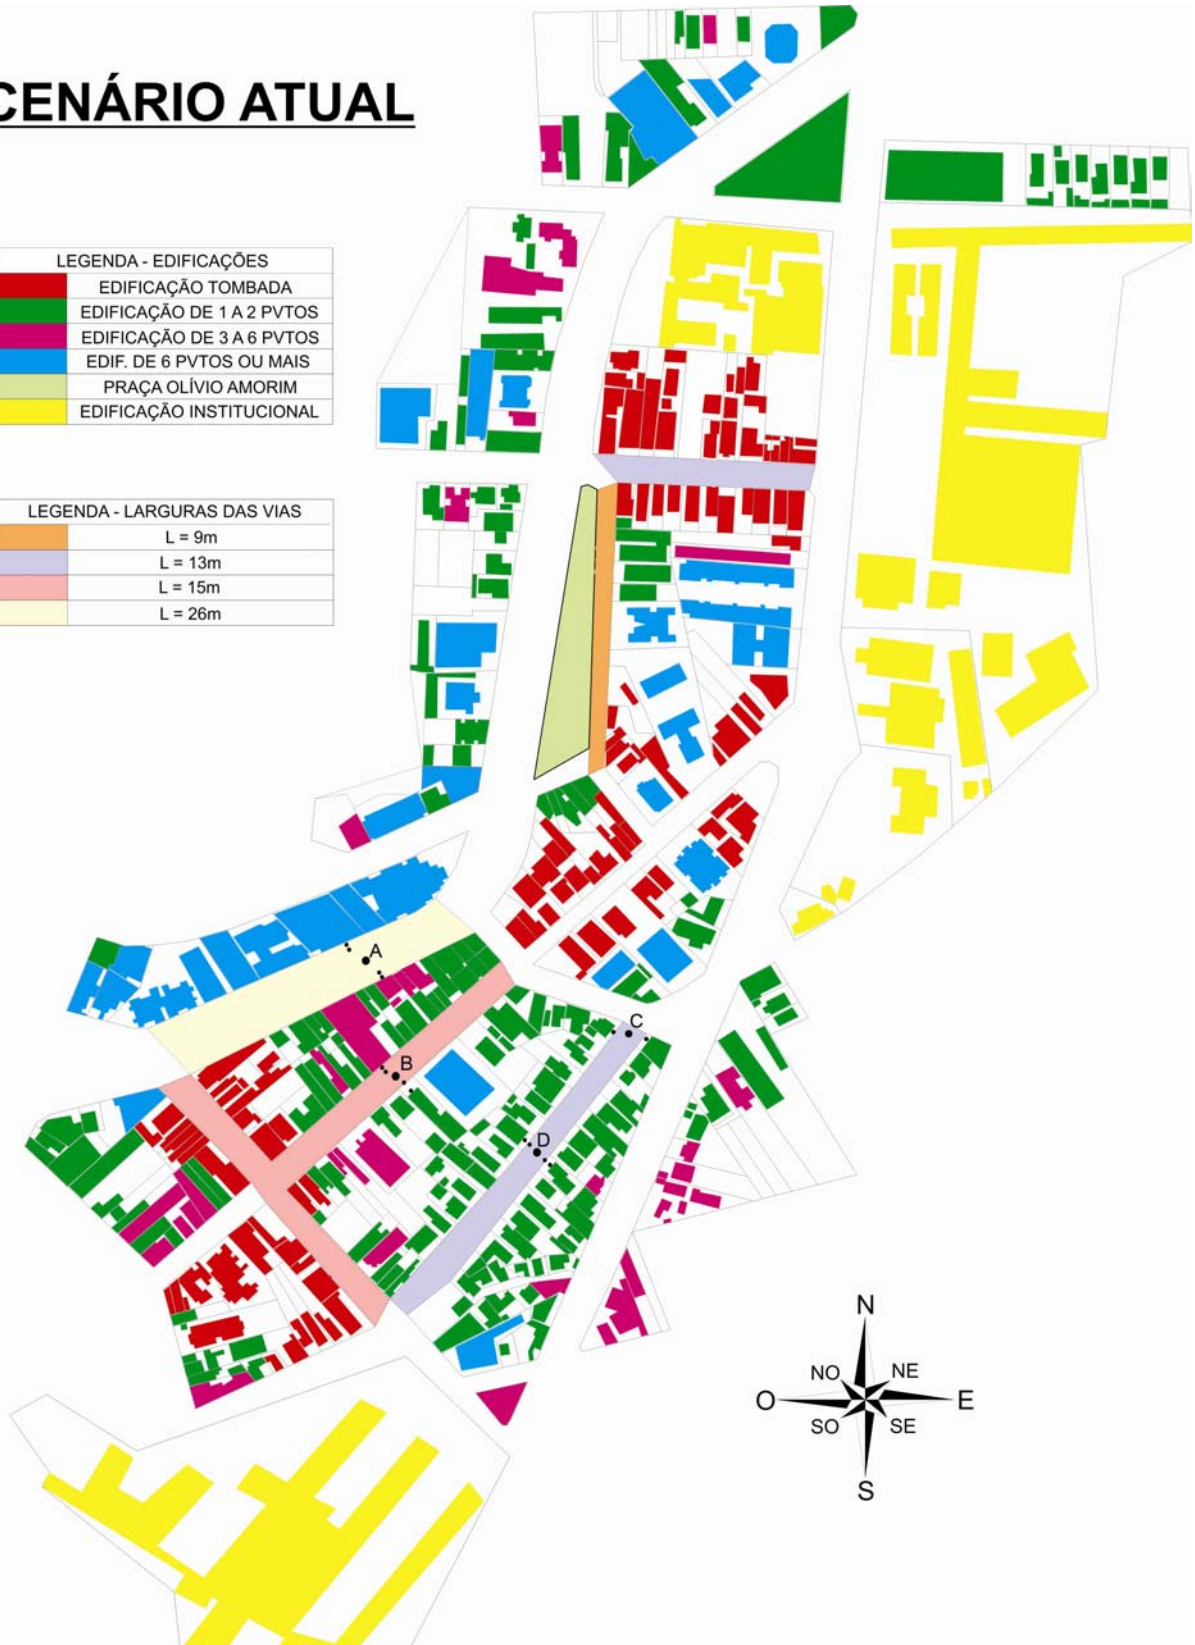 CENÁRIO ATUAL
LEGENDA - EDIFICAÇÕES
EDIFICAÇÃO TOMBADA
EDIFICAÇÃO DE 1 A 2 PVTOS
EDIFICAÇÃO DE 3 A 6 PVTOS
EDIF. DE 6 PVTOS OU MAIS
PRAÇA OLÍVIO AMORIM
EDIFICAÇÃO INSTITUCIONAL
LEGENDA - LARGURAS DAS VIAS
L = 9m
L = 13m
L = 15m
L = 26m
A
C
B
D
N
NO NE
O E
SO SE
S